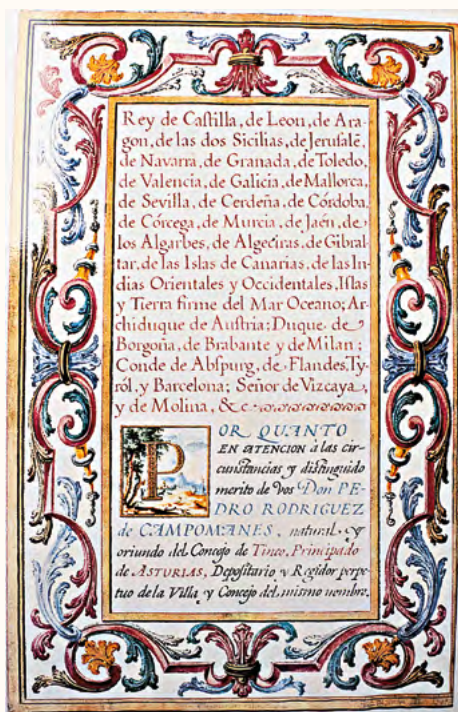 Rey de Castilla, de Leon, de Ara-
gon, de las dos Sicilias, de Jerusalē,
de Navarra, de Granada, de Toledo,
de Valencia, de Galicia, de Mallorca,
de Sevilla, de Cerdeña, de Córdoba,
de Córcega, de Murcia, de Jaén, de
los Algarbes, de Algeciras, de Gibral-
tar, de las Islas de Canarias, de las In-
dias Orientales y Occidentales, Islas
y Tierra firme del Mar Oceano; Ar-
chiduque de Austria; Duque de
Borgoña, de Brabante y de Milan;
Conde de Abspurg, de Flandes, Ty-
ról, y Barcelona; Señor de Vizcaya,
y de Molina, &c
POR QUANTO
EN ATENCION à las cir-
cunstancias y distinguido
merito de Vos Don PE-
DRO RODRIGUEZ
de CAMPOMANES, natural, y
oriundo del Concejo de Tineo, Principado
de ASTURIAS, Depositario y Regidor perpe-
tuo de la Villa y Concejo del mismo nombre.